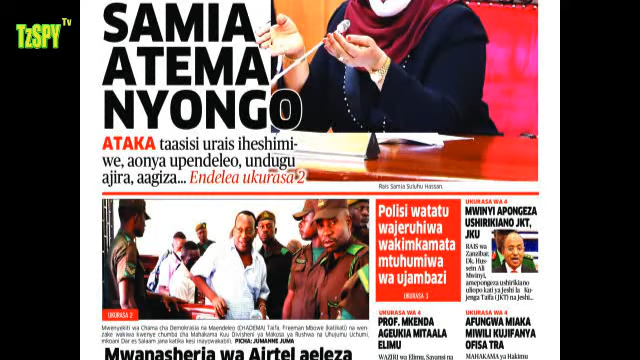 TzSPY Tv
SAMIA
ATEMA
NYONGO
ATAKA taasisi urais iheshimi-
we, aonya upendeleo, undugu
ajira, aagiza... Endelea ukurasa 2
Rais Samia Suluhu Hassan.
UKURASA 2
Mwenyekiti wa Chama cha Demokrasia na Maendeleo (CHADEMA) Taifa, Freeman Mbowe (katikati) na wen-
zake wakiwa kwenye chumba cha Mahakama Kuu Divisheni ya Makosa ya Rushwa na Uhujumu Uchumi,
mkoani Dar es Salaam jana katika kesi inayowakabili. PICHA: JUMANNE JUMA
Mwanasheria wa Airtel aeleza
Polisi watatu
wajeruhiwa
wakimkamata
mtuhumiwa
wa ujambazi
UKURASA 3
UKURASA WA 4
MWINYI APONGEZA
USHIRIKIANO JKT,
JKU
RAIS wa
Zanzibar,
Dk. Hus-
sein Ali
Mwinyi,
amepongeza ushirikiano
uliopo kati ya Jeshi la Ku-
jenga Taifa (JKT) na Jeshi...
UKURASA WA 4
PROF. MKENDA
AGEUKIA MITAALA
ELIMU
WAZIRI wa Elimu, Sayansi na
UKURASA WA 4
AFUNGWA MIAKA
MIWILI KUJIFANYA
OFISA TRA
MAHAKAMA ya Hakimu